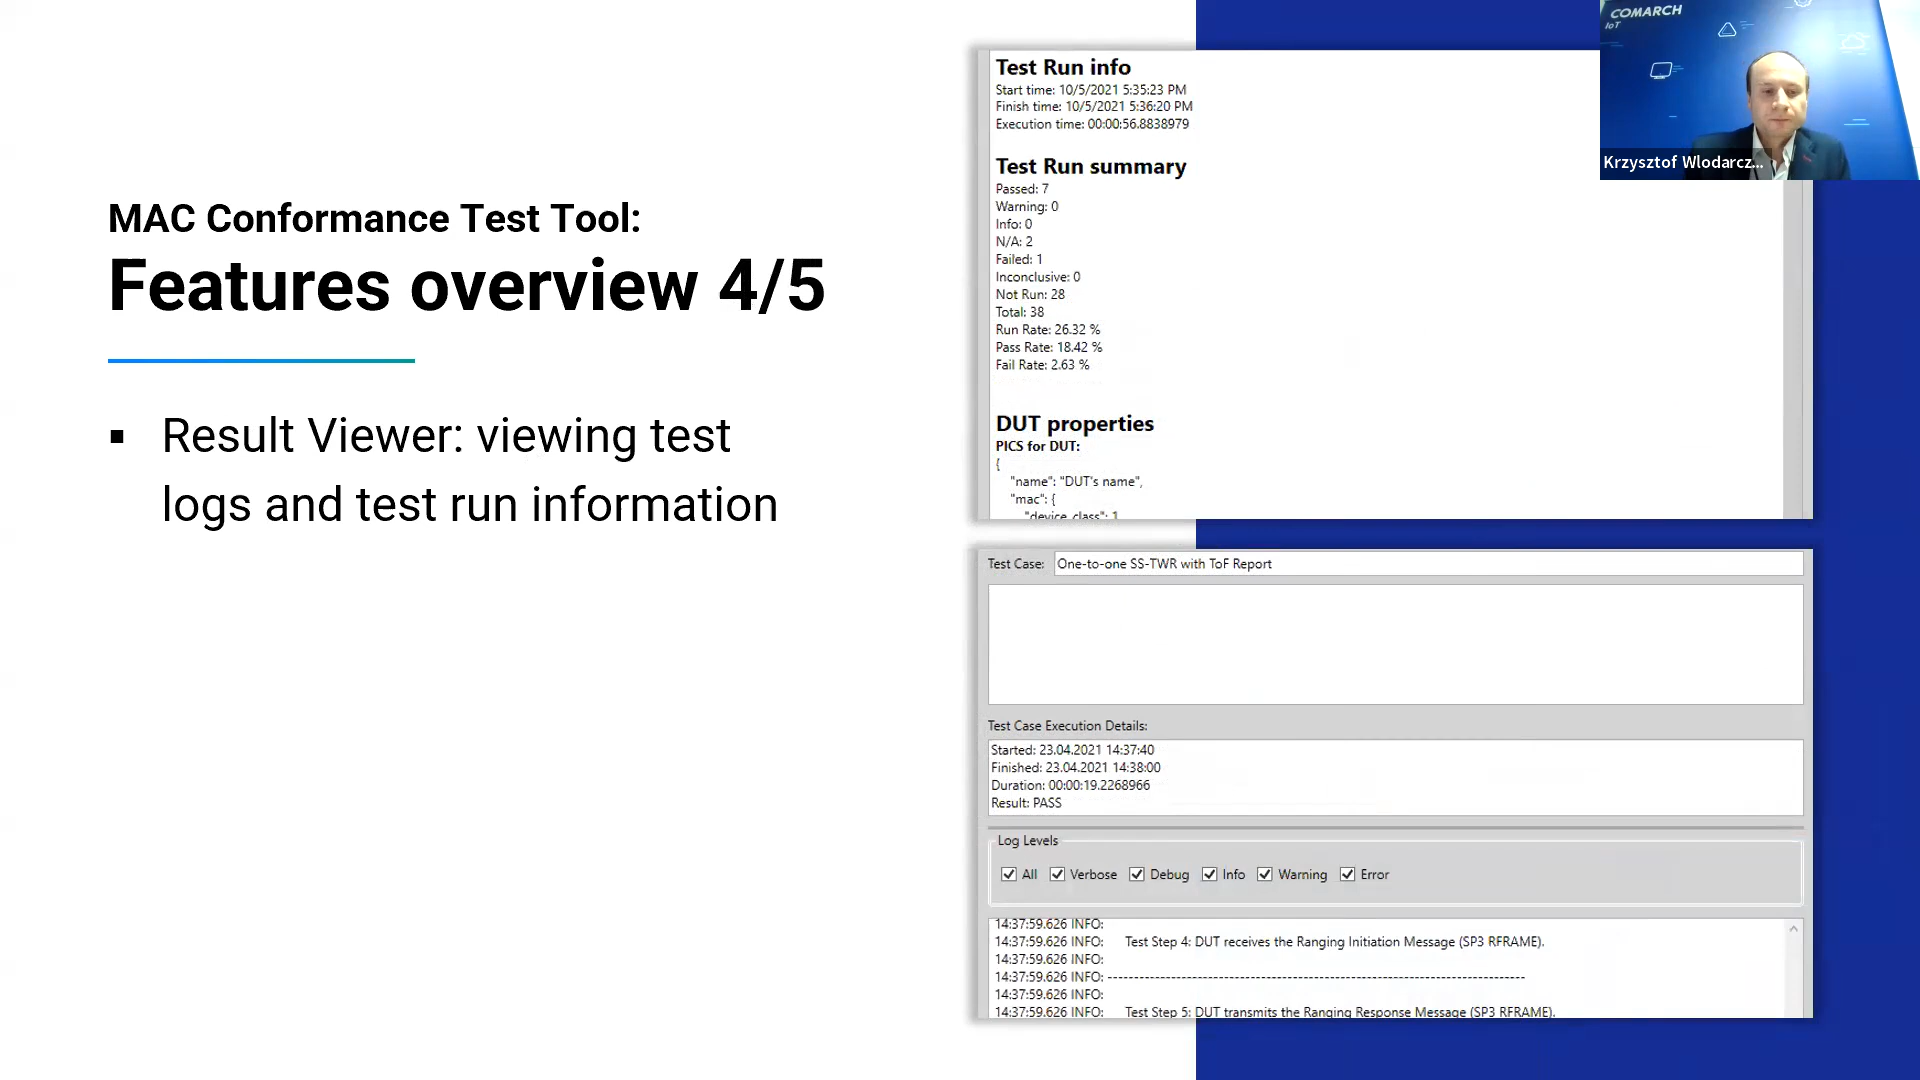 MAC Conformance Test Tool:
Features overview 4/5
▪ Result Viewer: viewing test
logs and test run information
Test Run info
Start time: 10/5/2021 5:35:23 PM
Finish time: 10/5/2021 5:36:20 PM
Execution time: 00:00:56.8838979
Test Run summary
Passed: 7
Warning: 0
Info: 0
N/A: 2
Failed: 1
Inconclusive: 0
Not Run: 28
Total: 38
Run Rate: 26.32 %
Pass Rate: 18.42 %
Fail Rate: 2.63 %
DUT properties
PICS for DUT:
{
"name": "DUT's name",
"mac": {
"device_class": 1
Test Case: One-to-one SS-TWR with ToF Report
Test Case Execution Details:
Started: 23.04.2021 14:37:40
Finished: 23.04.2021 14:38:00
Duration: 00:00:19.2268966
Result: PASS
Log Levels
All Verbose Debug Info Warning Error
14:37:59.626 INFO:
14:37:59.626 INFO: Test Step 4: DUT receives the Ranging Initiation Message (SP3 RFRAME).
14:37:59.626 INFO:
14:37:59.626 INFO: --------------------------------------------------------------------------------
14:37:59.626 INFO:
14:37:59.626 INFO: Test Step 5: DUT transmits the Ranging Response Message (SP3 RFRAME).
COMARCH
IoT
Krzysztof Wlodarcz...